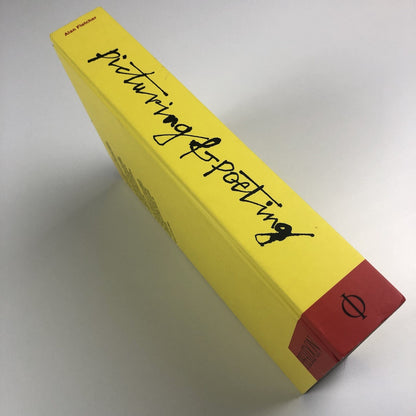 Alan Fletcher
picturing & poeting